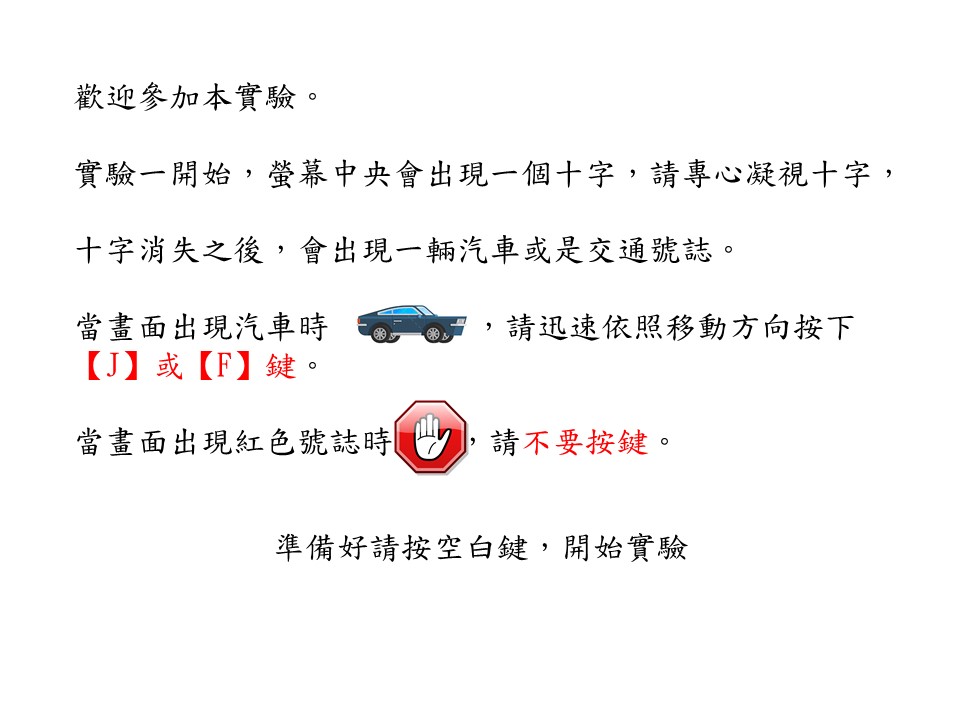 歡迎參加本實驗。
實驗一開始，螢幕中央會出現一個十字，請專心凝視十字，
十字消失之後，會出現一輛汽車或是交通號誌。
當畫面出現汽車時 ，請迅速依照移動方向按下
【J】或【F】鍵。
當畫面出現紅色號誌時 ，請不要按鍵。
準備好請按空白鍵，開始實驗